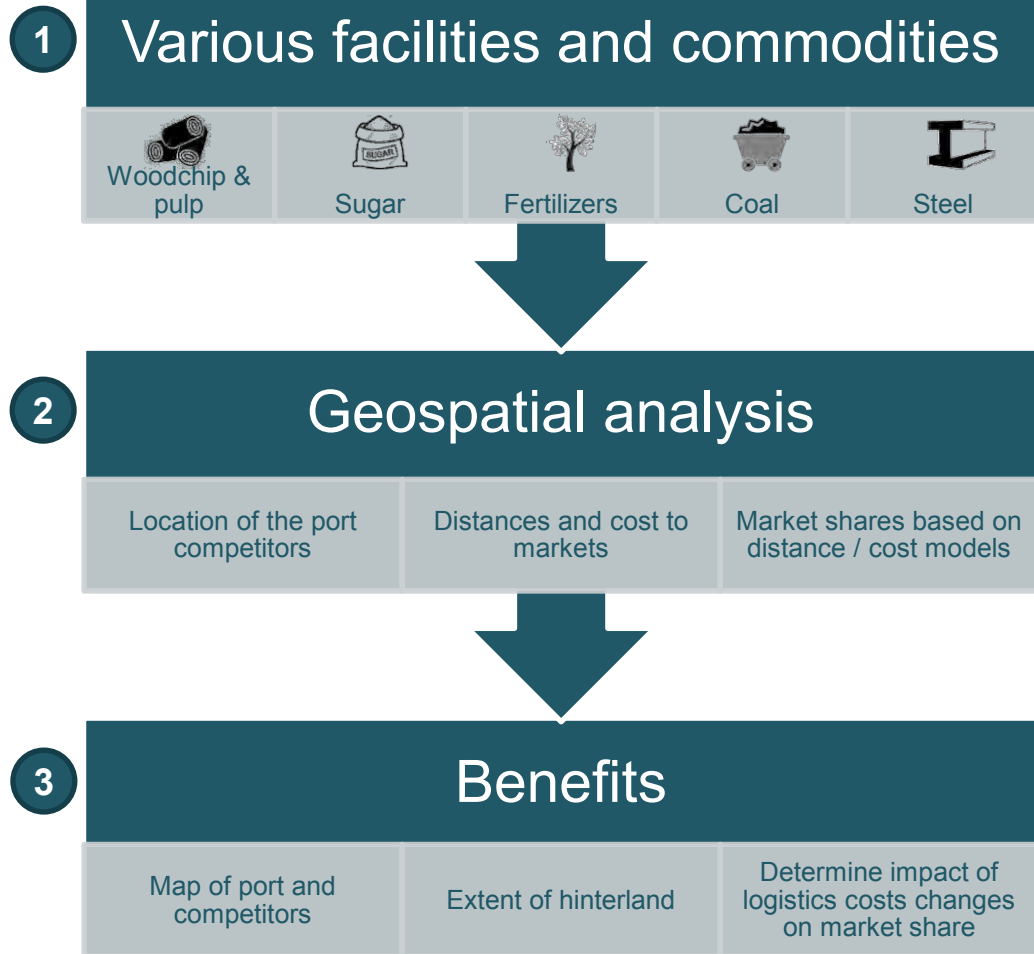 1
Various facilities and commodities
SUGAR
Woodchip &
pulp
Sugar
Fertilizers
Coal
Steel
2
Geospatial analysis
Location of the port
competitors
Distances and cost to
markets
Market shares based on
distance / cost models
3
Benefits
Map of port and
competitors
Extent of hinterland
Determine impact of
logistics costs changes
on market share